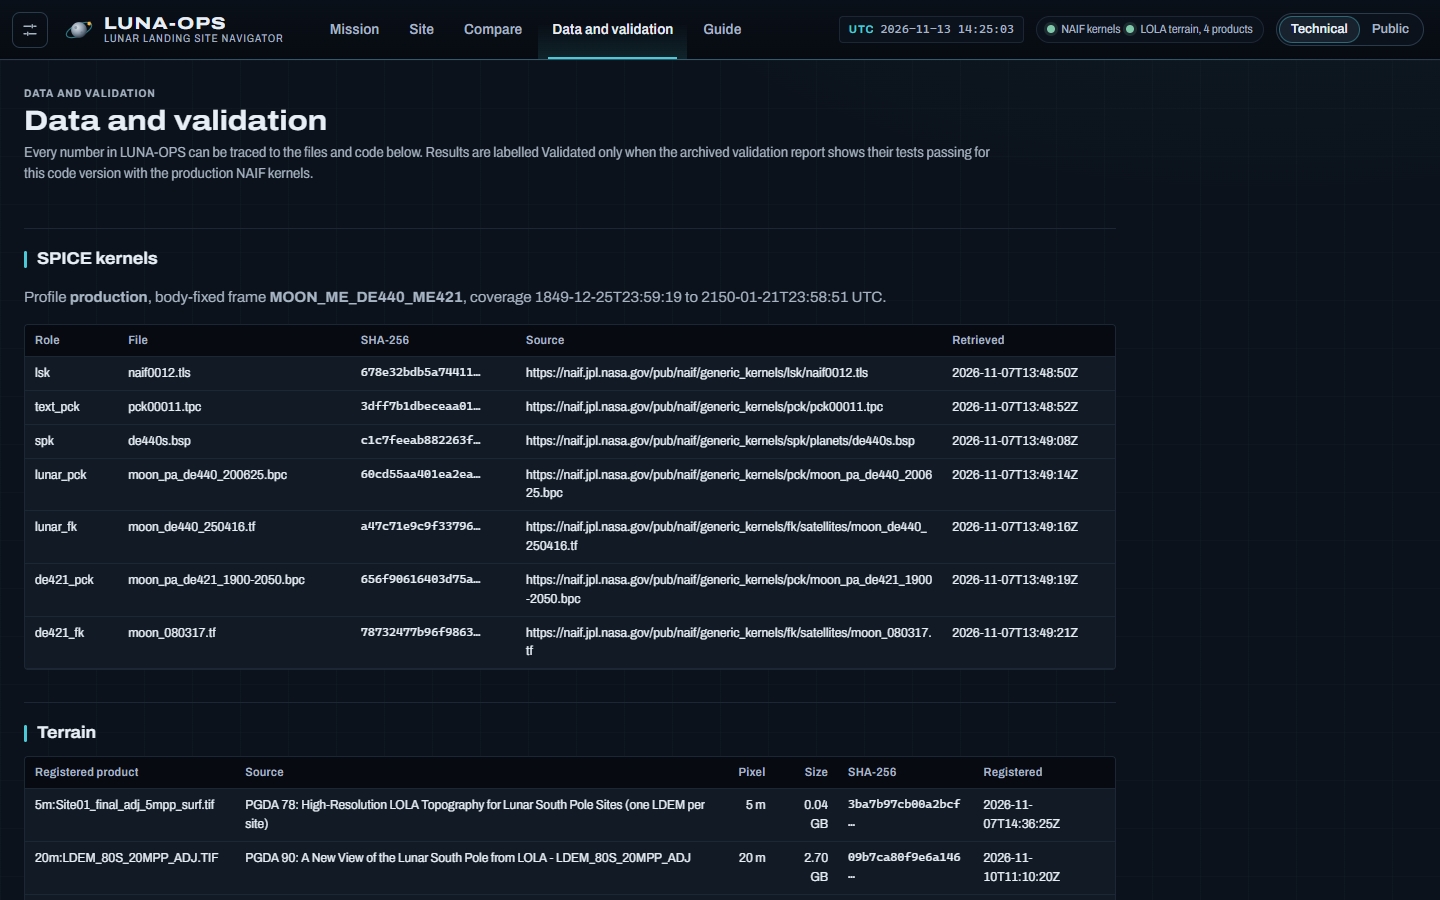 LUNA-OPS
LUNAR LANDING SITE NAVIGATOR
Mission
Site
Compare
Data and validation
Guide
UTC 2026-11-13 14:25:03
NAIF kernels
LOLA terrain, 4 products
Technical
Public
DATA AND VALIDATION
Data and validation
Every number in LUNA-OPS can be traced to the files and code below. Results are labelled Validated only when the archived validation report shows their tests passing for
this code version with the production NAIF kernels.
SPICE kernels
Profile production, body-fixed frame MOON_ME_DE440_ME421, coverage 1849-12-25T23:59:19 to 2150-01-21T23:58:51 UTC.
Role File SHA-256 Source Retrieved
lsk naif0012.tls 678e32bdb5a74411… https://naif.jpl.nasa.gov/pub/naif/generic_kernels/lsk/naif0012.tls 2026-11-07T13:48:50Z
text_pck pck00011.tpc 3dff7b1dbeceaa01… https://naif.jpl.nasa.gov/pub/naif/generic_kernels/pck/pck00011.tpc 2026-11-07T13:48:52Z
spk de440s.bsp c1c7feeab882263f… https://naif.jpl.nasa.gov/pub/naif/generic_kernels/spk/planets/de440s.bsp 2026-11-07T13:49:08Z
lunar_pck moon_pa_de440_200625.bpc 60cd55aa401ea2ea… https://naif.jpl.nasa.gov/pub/naif/generic_kernels/pck/moon_pa_de440_2006 2026-11-07T13:49:14Z
25.bpc
lunar_fk moon_de440_250416.tf a47c71e9c9f33796… https://naif.jpl.nasa.gov/pub/naif/generic_kernels/fk/satellites/moon_de440_ 2026-11-07T13:49:16Z
250416.tf
de421_pck moon_pa_de421_1900-2050.bpc 656f90616403d75a… https://naif.jpl.nasa.gov/pub/naif/generic_kernels/pck/moon_pa_de421_1900 2026-11-07T13:49:19Z
-2050.bpc
de421_fk moon_080317.tf 78732477b96f9863… https://naif.jpl.nasa.gov/pub/naif/generic_kernels/fk/satellites/moon_080317. 2026-11-07T13:49:21Z
tf
Terrain
Registered product Source Pixel Size SHA-256 Registered
5m:Site01_final_adj_5mpp_surf.tif PGDA 78: High-Resolution LOLA Topography for Lunar South Pole Sites (one LDEM per 5 m 0.04 3ba7b97cb00a2bcf 2026-11-
site) GB … 07T14:36:25Z
20m:LDEM_80S_20MPP_ADJ.TIF PGDA 90: A New View of the Lunar South Pole from LOLA - LDEM_80S_20MPP_ADJ 20 m 2.70 09b7ca80f9e6a146 2026-11-
GB … 10T11:10:20Z